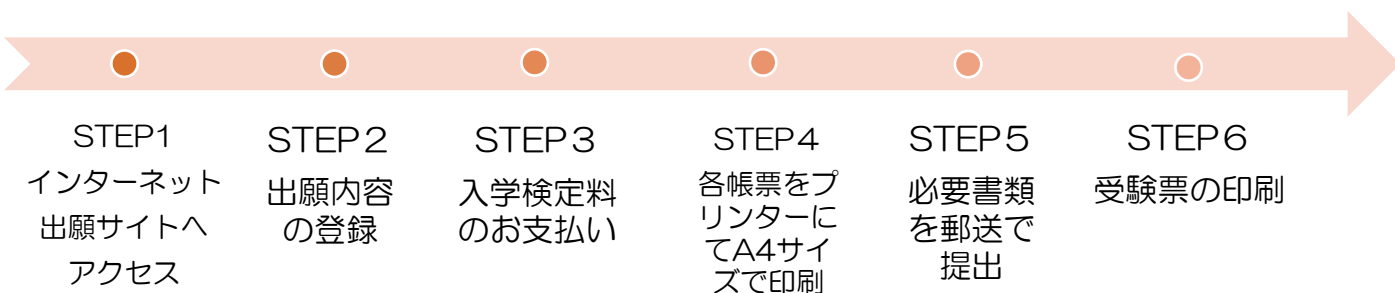 STEP1
インターネット
出願サイトへ
アクセス
STEP2
出願内容
の登録
STEP3
入学検定料
のお支払い
STEP4
各帳票をプ
リンターに
てA4サイ
ズで印刷
STEP5
必要書類
を郵送で
提出
STEP6
受験票の印刷